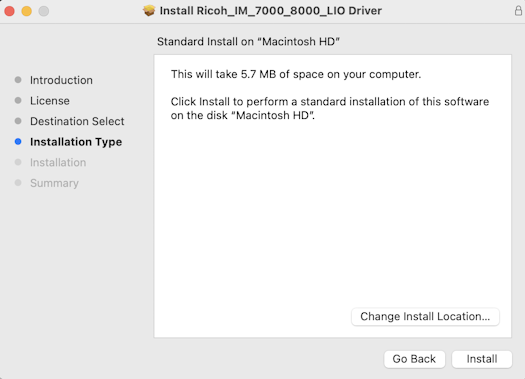 Install Ricoh_IM_7000_8000_LIO Driver
Standard Install on “Macintosh HD”
Introduction
License
Destination Select
Installation Type
Installation
Summary
This will take 5.7 MB of space on your computer.
Click Install to perform a standard installation of this software
on the disk “Macintosh HD”.
Change Install Location...
Go Back
Install